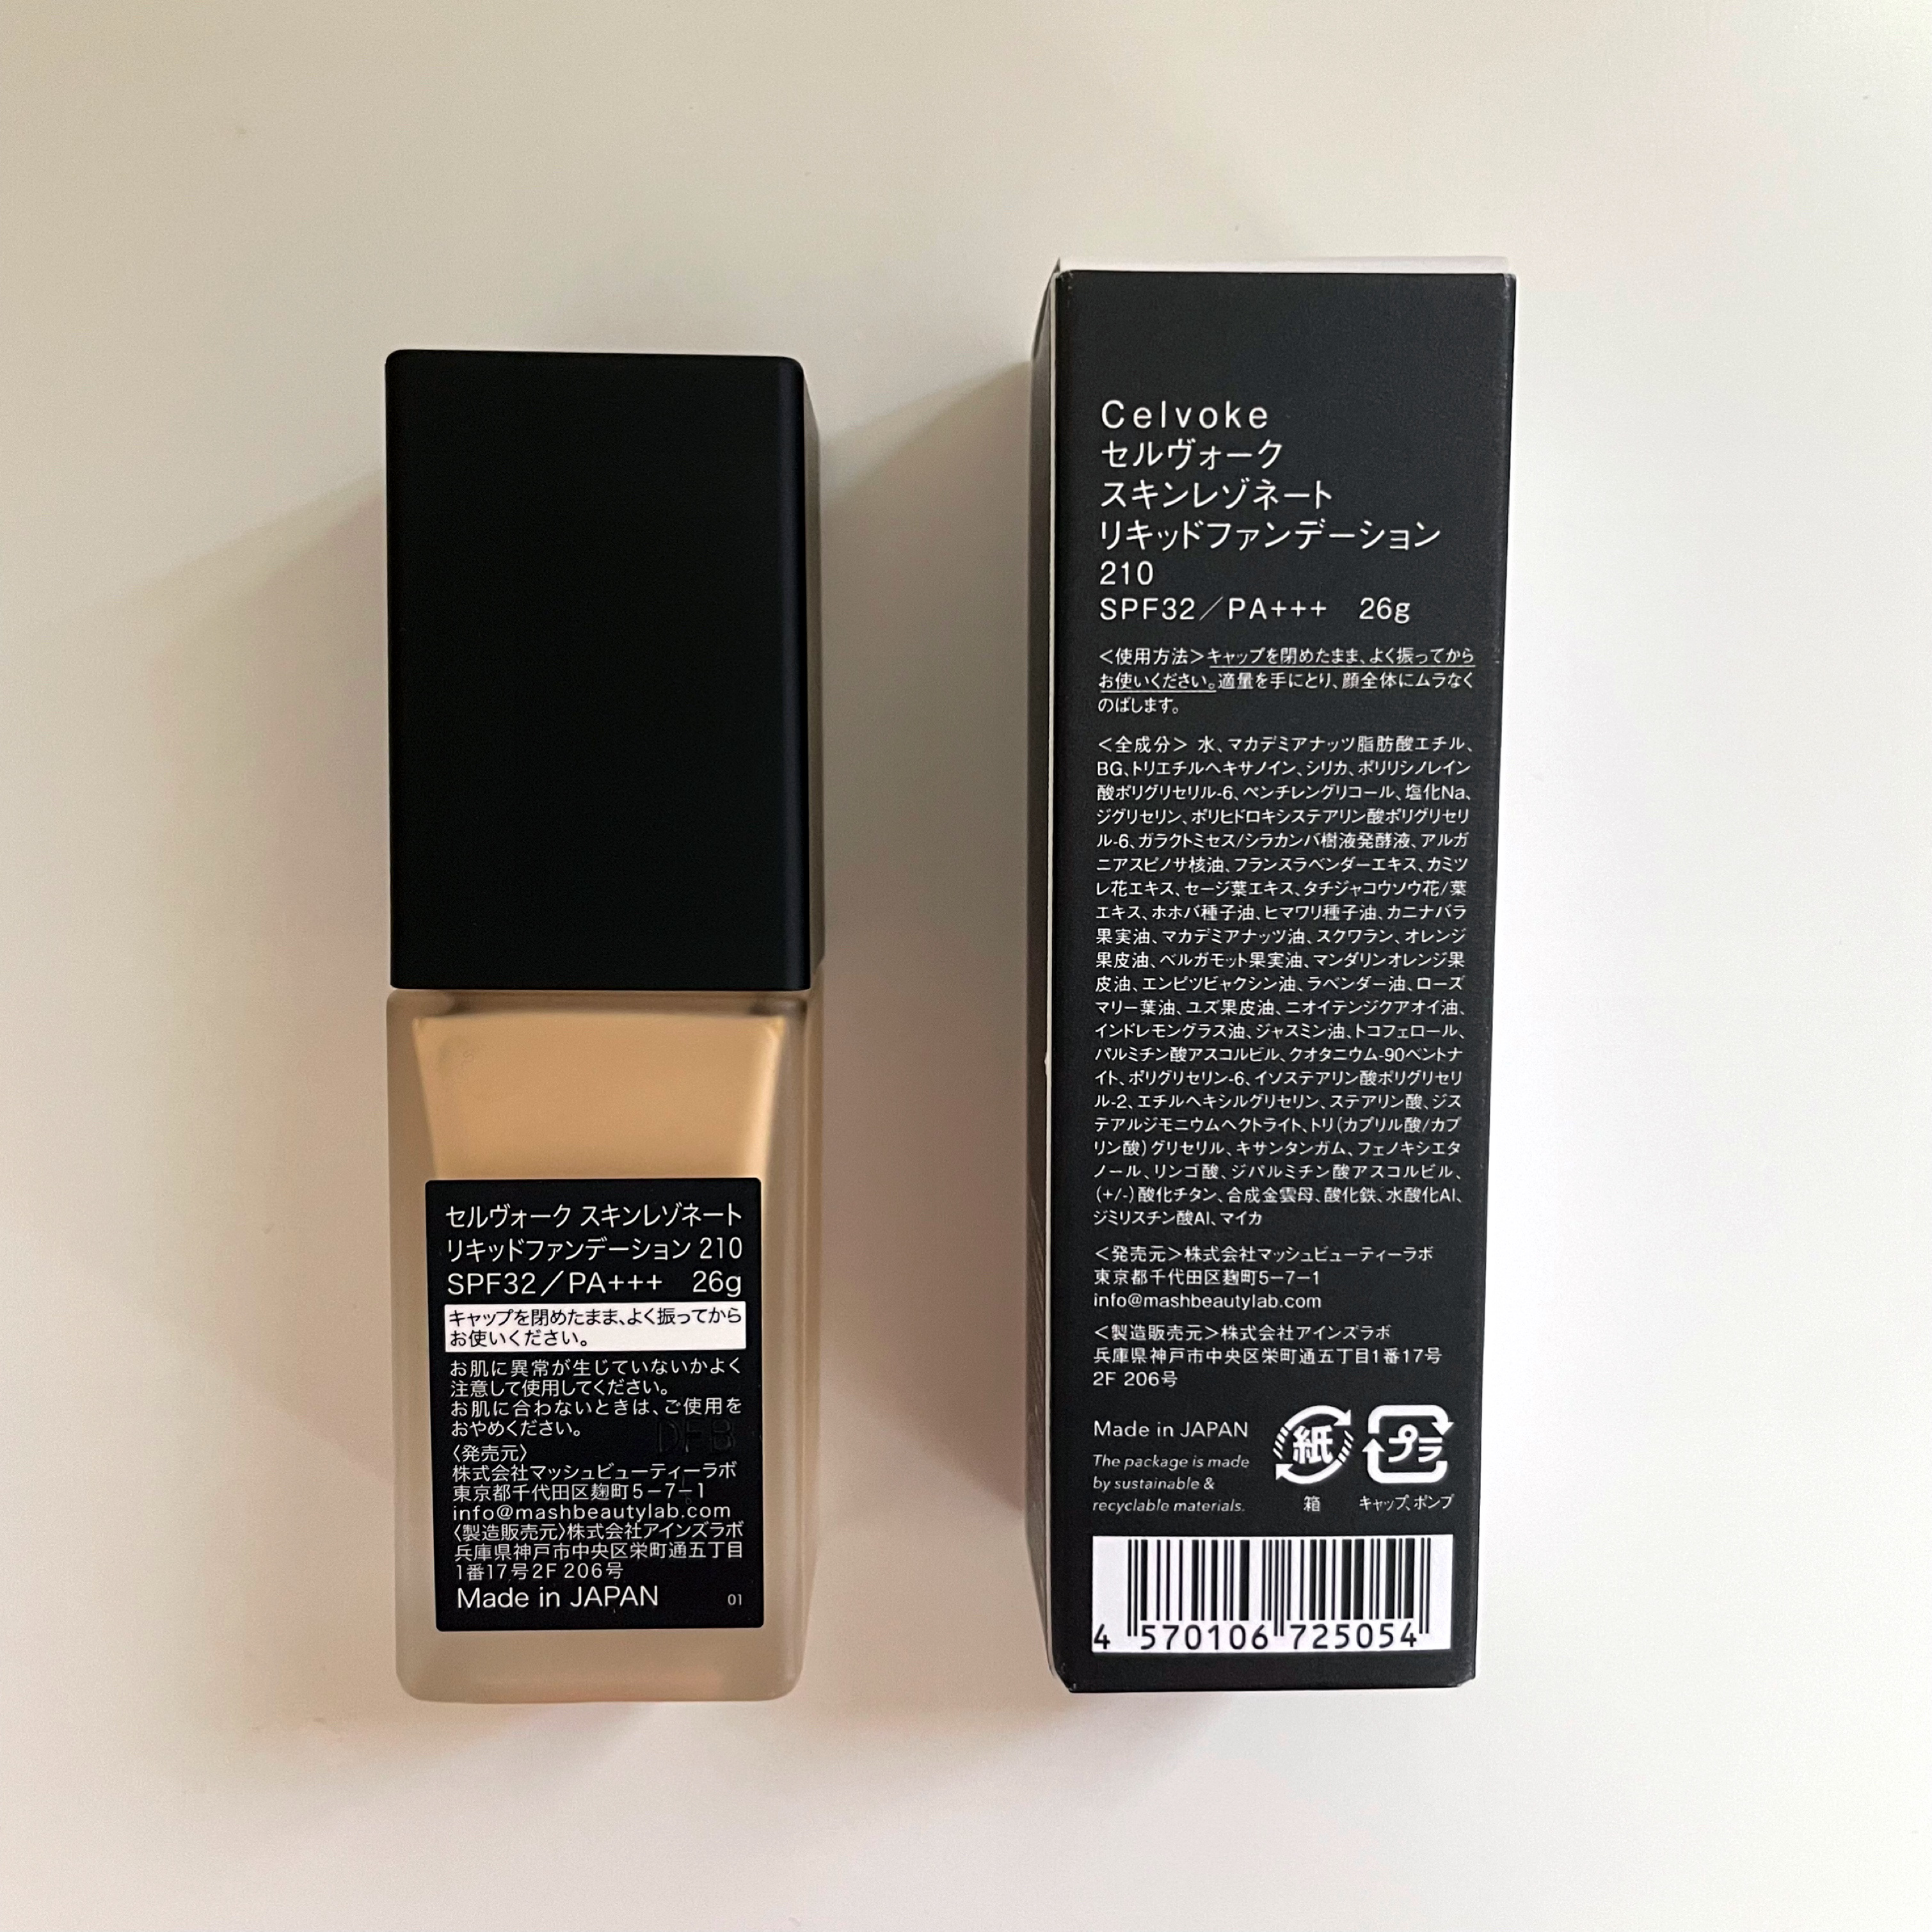 セルヴォーク スキンレゾネート
リキッドファンデーション 210
SPF32／PA+++ 26g
キャップを閉めたまま、よく振ってから
お使いください。
お肌に異常が生じていないかよく
注意して使用してください。
お肌に合わないときは、ご使用を
おやめください。
DFB
〈発売元〉
株式会社マッシュビューティーラボ
東京都千代田区麹町5-7-1
info@mashbeautylab.com
〈製造販売元〉株式会社アインズラボ
兵庫県神戸市中央区栄町通五丁目
1番17号2F 206号
Made in JAPAN 01
Celvoke
セルヴォーク
スキンレゾネート
リキッドファンデーション
210
SPF32／PA+++ 26g
＜使用方法＞キャップを閉めたまま、よく振ってから
お使いください。適量を手にとり、顔全体にムラなく
のばします。
＜全成分＞ 水、マカデミアナッツ脂肪酸エチル、
BG、トリエチルヘキサノイン、シリカ、ポリリシノレイン
酸ポリグリセリル-6、ペンチレングリコール、塩化Na、
ジグリセリン、ポリヒドロキシステアリン酸ポリグリセリ
ル-6、ガラクトミセス/シラカンバ樹液発酵液、アルガ
ニアスピノサ核油、フランスラベンダーエキス、カミツ
レ花エキス、セージ葉エキス、タチジャコウソウ花/葉
エキス、ホホバ種子油、ヒマワリ種子油、カニナバラ
果実油、マカデミアナッツ油、スクワラン、オレンジ
果皮油、ベルガモット果実油、マンダリンオレンジ果
皮油、エンピツビャクシン油、ラベンダー油、ローズ
マリー葉油、ユズ果皮油、ニオイテンジクアオイ油、
インドレモングラス油、ジャスミン油、トコフェロール、
パルミチン酸アスコルビル、クオタニウム-90ベントナ
イト、ポリグリセリン-6、イソステアリン酸ポリグリセリ
ル-2、エチルヘキシルグリセリン、ステアリン酸、ジス
テアルジモニウムヘクトライト、トリ（カプリル酸/カプ
リン酸）グリセリル、キサンタンガム、フェノキシエタ
ノール、リンゴ酸、ジパルミチン酸アスコルビル、
（+/-）酸化チタン、合成金雲母、酸化鉄、水酸化Al、
ジミリスチン酸Al、マイカ
＜発売元＞株式会社マッシュビューティーラボ
東京都千代田区麹町5-7-1
info@mashbeautylab.com
＜製造販売元＞株式会社アインズラボ
兵庫県神戸市中央区栄町通五丁目1番17号
2F 206号
Made in JAPAN
The package is made
by sustainable &
recyclable materials.
紙
箱
プラ
キャップ、ポンプ
4 570106 725054